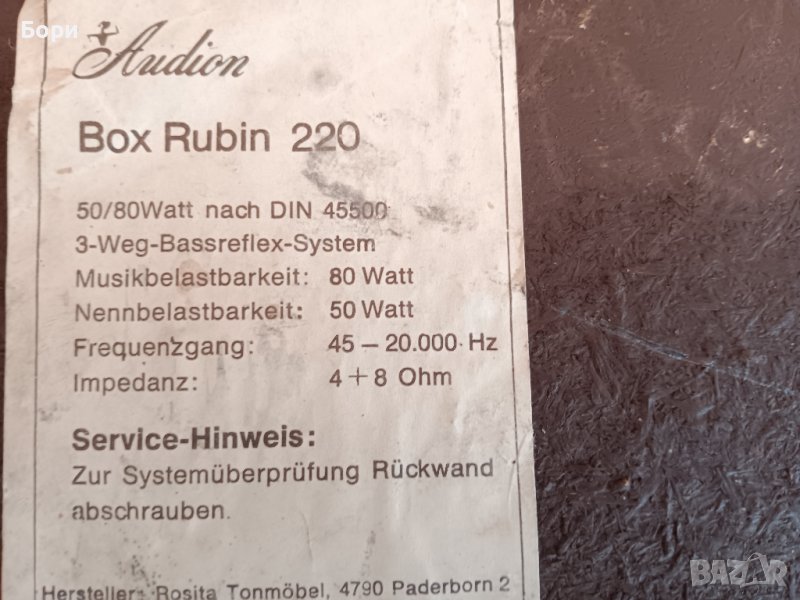 Бори
Audion
Box Rubin 220
50/80Watt nach DIN 45500
3-Weg-Bassreflex-System
Musikbelastbarkeit: 80 Watt
Nennbelastbarkeit: 50 Watt
Frequenzgang: 45 – 20.000 Hz
Impedanz: 4 + 8 Ohm
Service-Hinweis:
Zur Systemüberprüfung Rückwand
abschrauben.
Hersteller: Rosita Tonmöbel, 4790 Paderborn 2
BAZAR